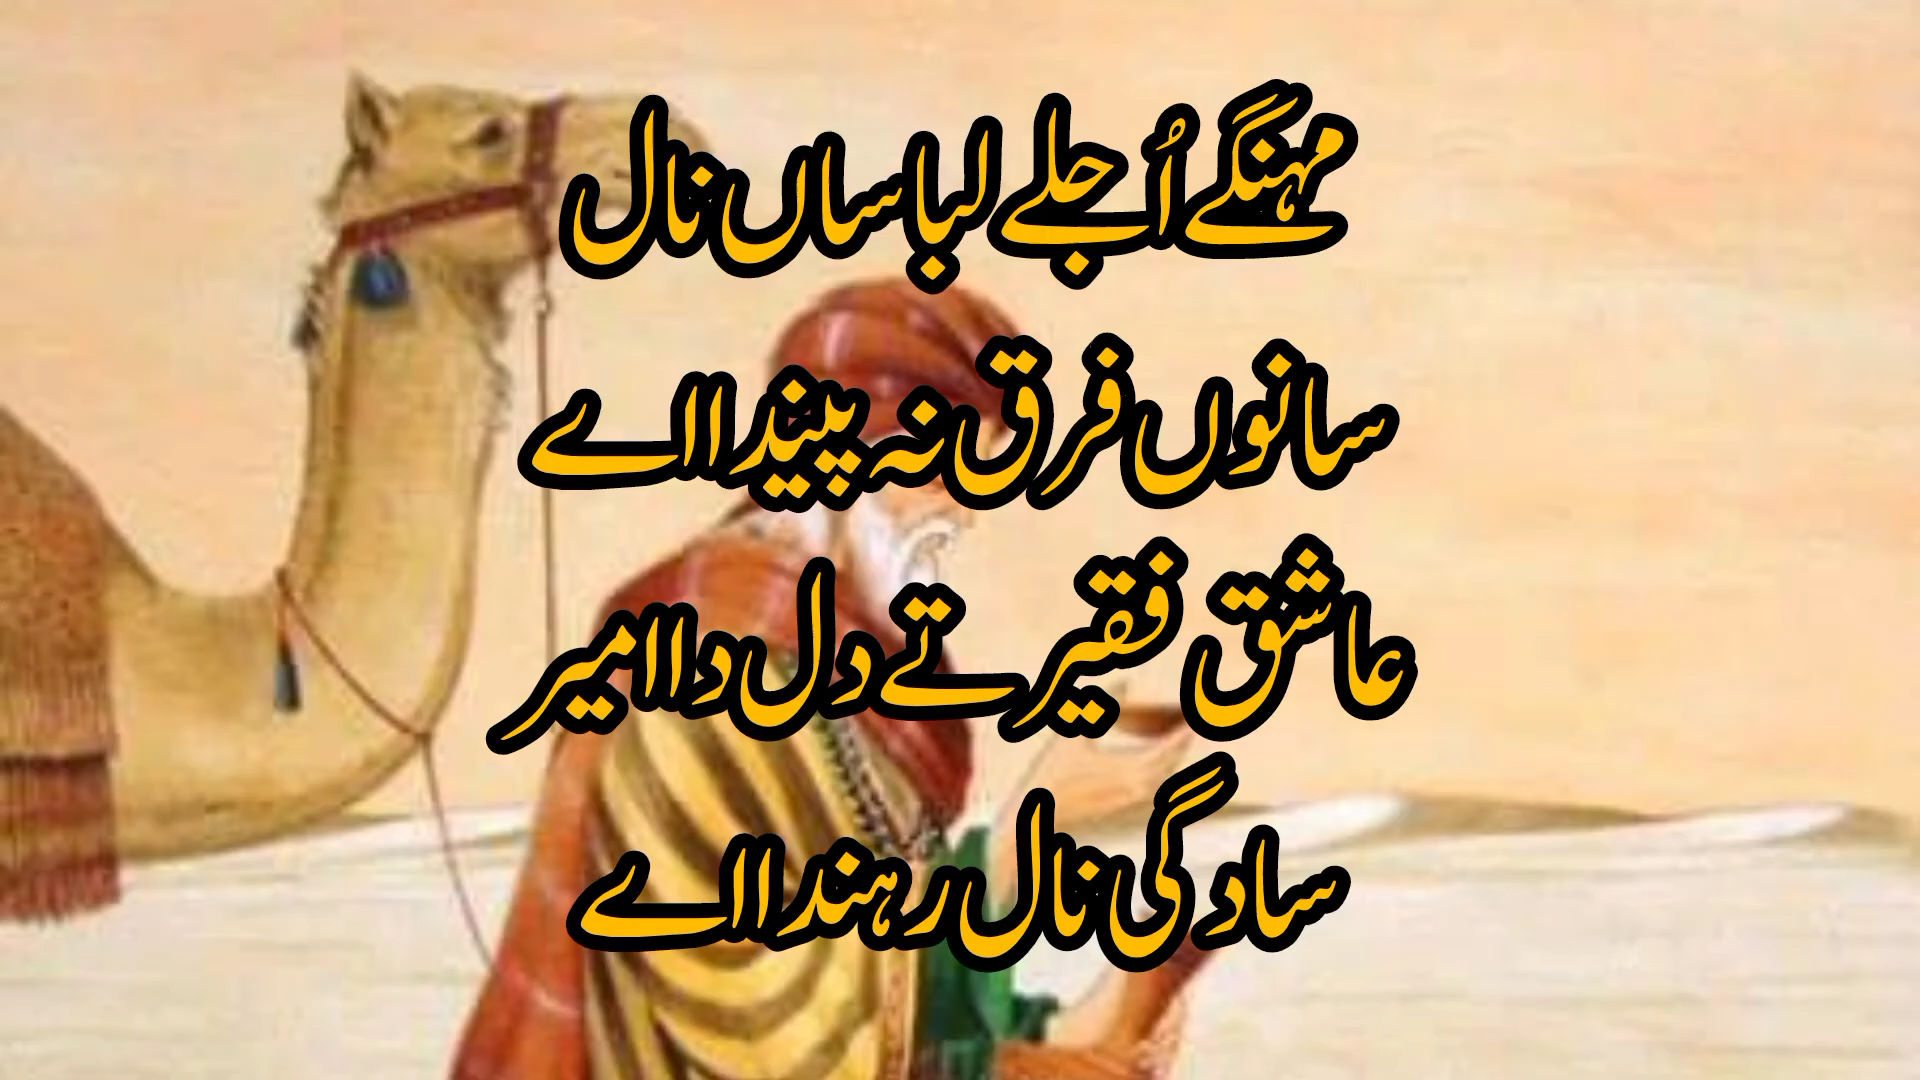 مہنگے اُجلے لباساں نال
سانوں فرق نہ پیندا اے
عاشق فقیر تے دل دا امیر
سادگی نال رہندا اے